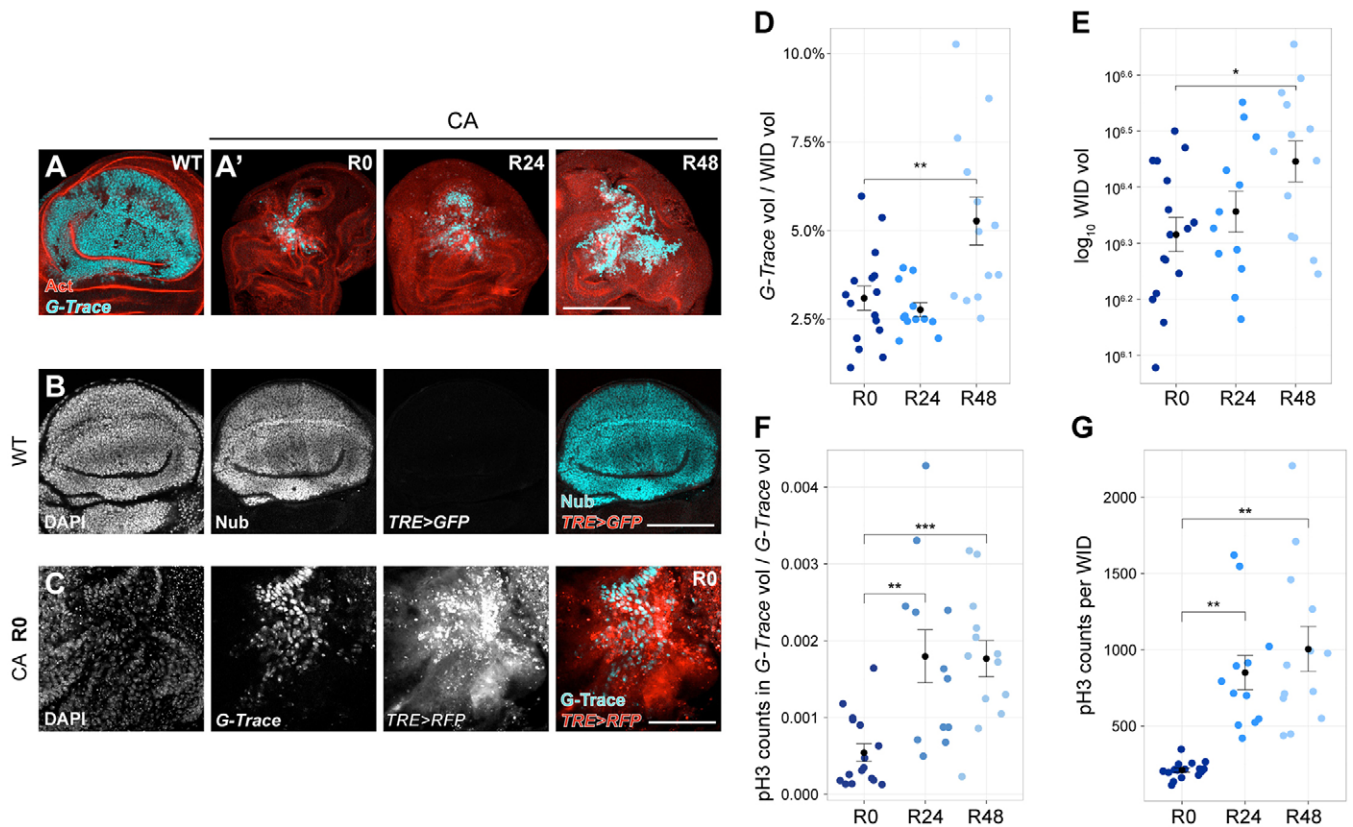 CA
A
WT
Act
G-Trace
A’
R0
R24
R48
WT
B
DAPI
Nub
TRE>GFP
Nub
TRE>GFP
CA R0
C
DAPI
G-Trace
TRE>RFP
R0
G-Trace
TRE>RFP
D
G-Trace vol / WID vol
10.0%
7.5%
5.0%
2.5%
**
R0 R24 R48
E
log10 WID vol
10^6.6
10^6.5
10^6.4
10^6.3
10^6.2
10^6.1
*
R0 R24 R48
F
pH3 counts in G-Trace vol / G-Trace vol
0.004
0.003
0.002
0.001
0.000
***
**
R0 R24 R48
G
pH3 counts per WID
2000
1500
1000
500
**
**
R0 R24 R48